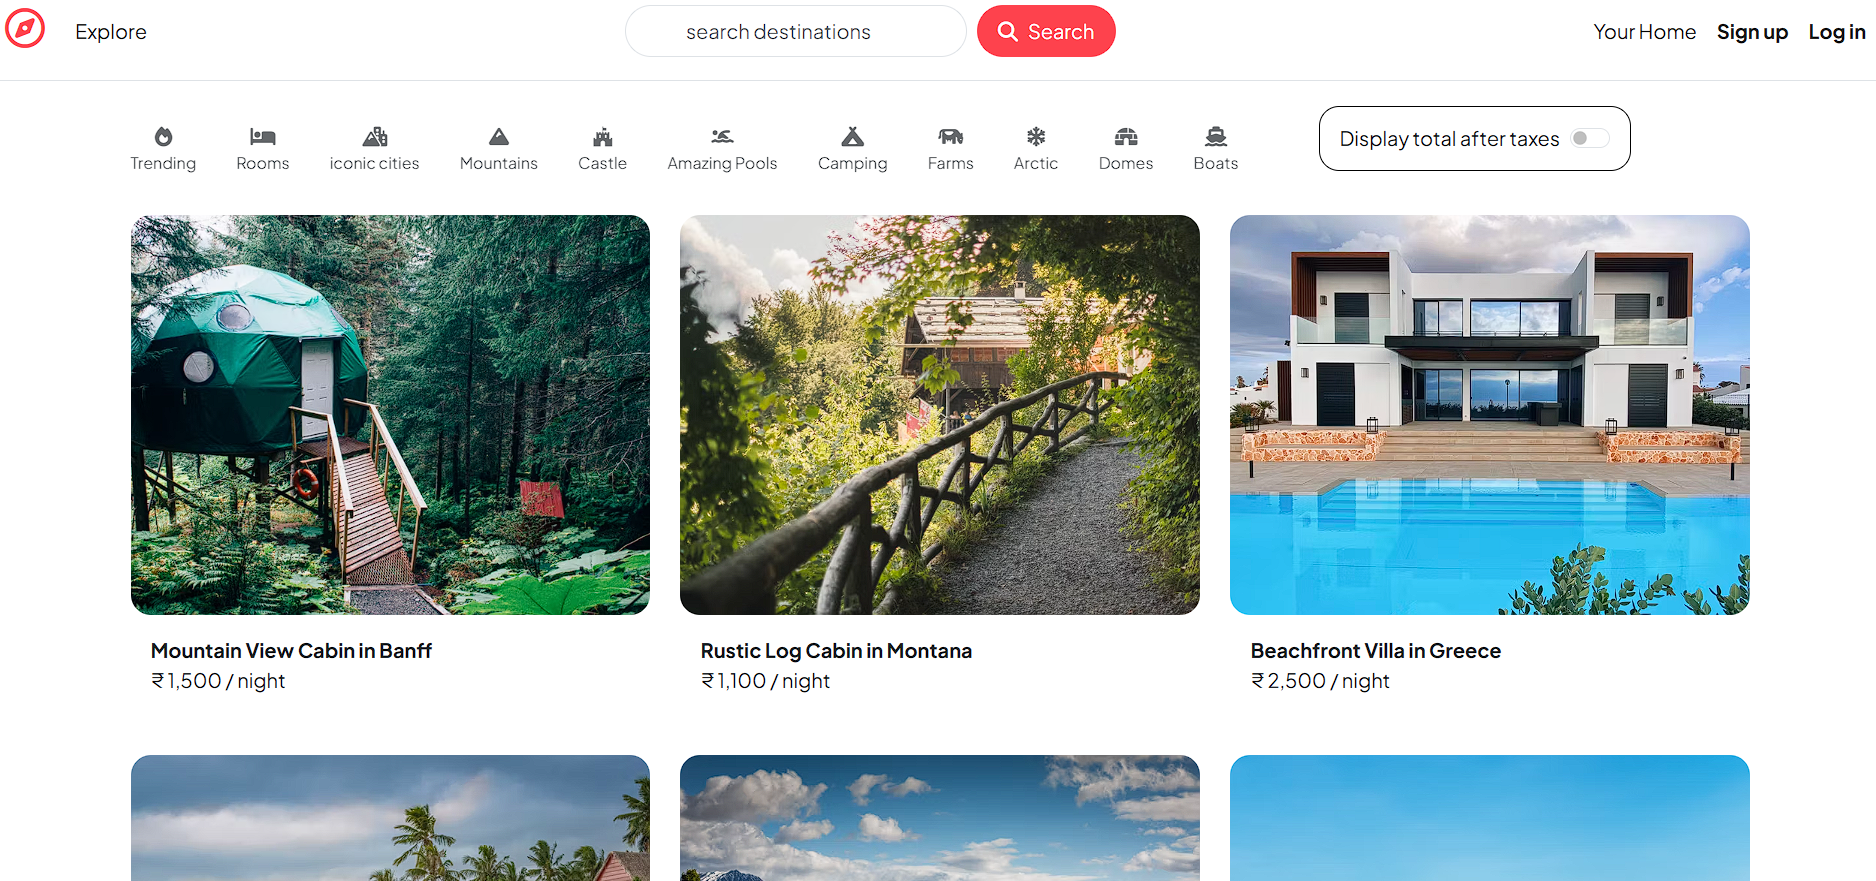 Explore
search destinations
Search
Your Home
Sign up
Log in
Trending
Rooms
iconic cities
Mountains
Castle
Amazing Pools
Camping
Farms
Arctic
Domes
Boats
Display total after taxes
Mountain View Cabin in Banff
₹1,500 / night
Rustic Log Cabin in Montana
₹1,100 / night
Beachfront Villa in Greece
₹2,500 / night